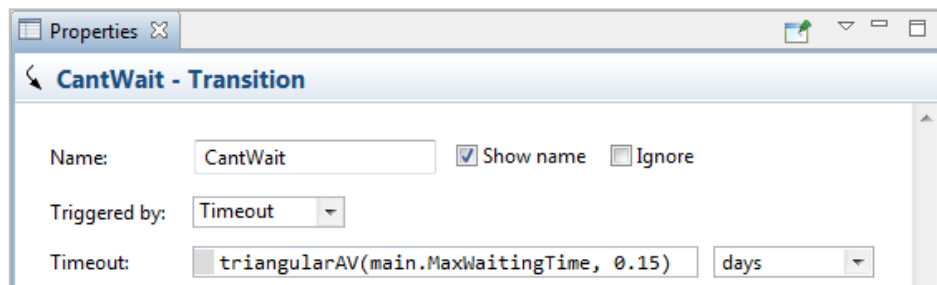 Properties
CantWait - Transition
Name: CantWait Show name Ignore
Triggered by: Timeout
Timeout: triangularAV(main.MaxWaitingTime, 0.15) days